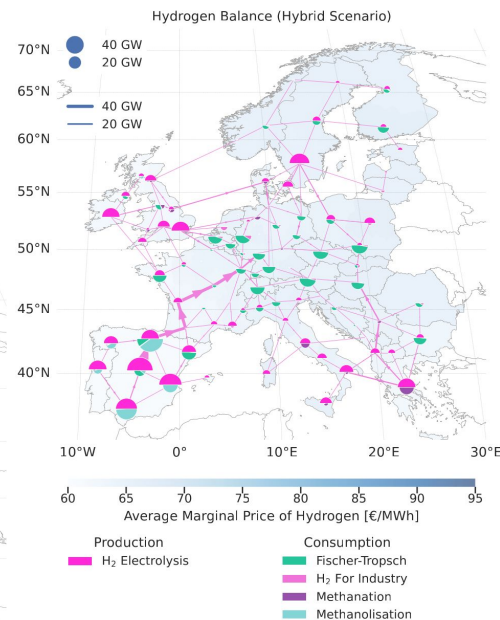 Hydrogen Balance (Hybrid Scenario)
70°N
65°N
60°N
55°N
50°N
45°N
40°N
40 GW
20 GW
40 GW
20 GW
10°W 0° 10°E 20°E 30°E
60 65 70 75 80 85 90 95
Average Marginal Price of Hydrogen [€/MWh]
Production
H₂ Electrolysis
Consumption
Fischer-Tropsch
H₂ For Industry
Methanation
Methanolisation